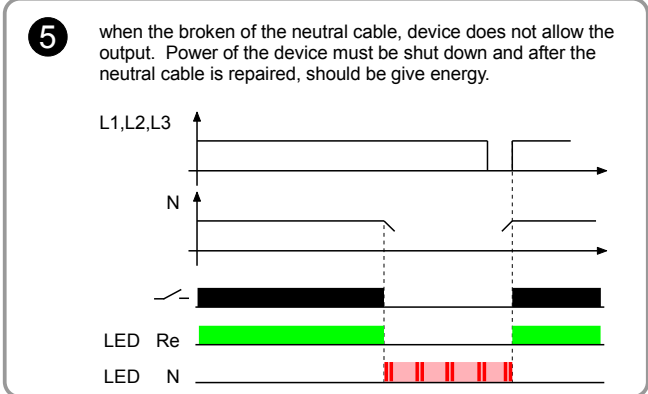 5
when the broken of the neutral cable, device does not allow the
output. Power of the device must be shut down and after the
neutral cable is repaired, should be give energy.
L1,L2,L3
N
LED Re
LED N